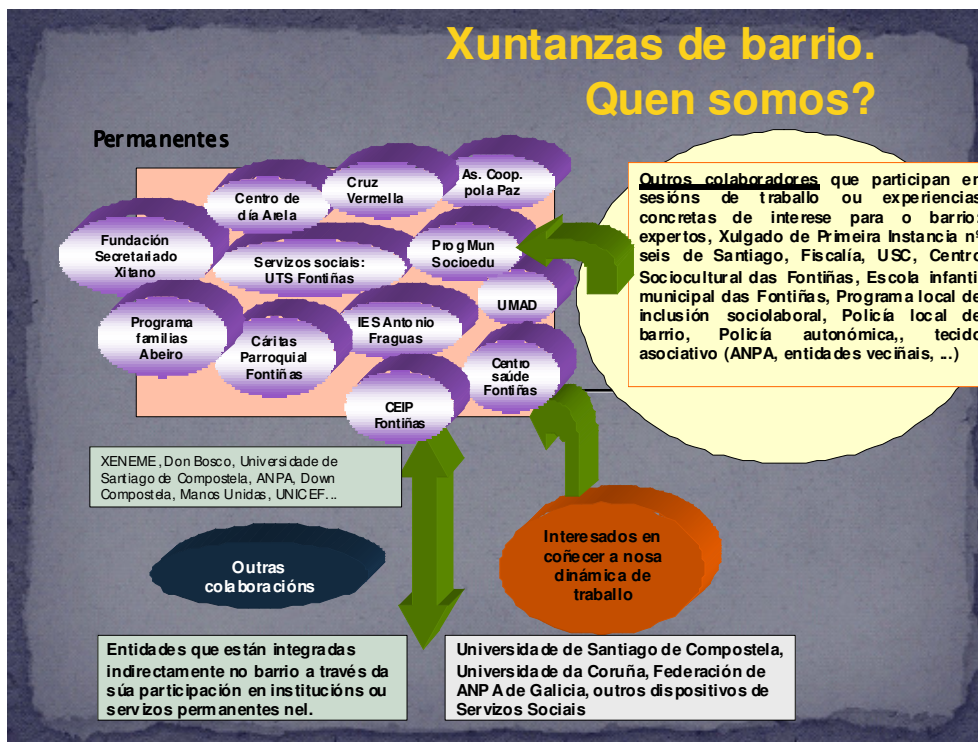 Xuntanzas de barrio.
Quen somos?
Permanentes
Centro de
día Arela
Cruz
Vermella
As. Coop.
pola Paz
Fundación
Secretariado
Xitano
Servizos sociais:
UTS Fontiñas
Prog Mun
Socioedu
UMAD
Programa
familias
Abeiro
Cáritas
Parroquial
Fontiñas
IES Antonio
Fraguas
Centro
saúde
Fontiñas
CEIP
Fontiñas
Outros colaboradores que participan en
sesións de traballo ou experiencias
concretas de interese para o barrio:
expertos, Xulgado de Primeira Instancia nº
seis de Santiago, Fiscalía, USC, Centro
Sociocultural das Fontiñas, Escola infantil
municipal das Fontiñas, Programa local de
inclusión sociolaboral, Policía local de
barrio, Policía autonómica,, tecido
asociativo (ANPA, entidades veciñais, ...)
XENEME, Don Bosco, Universidade de
Santiago de Compostela, ANPA, Down
Compostela, Manos Unidas, UNICEF...
Outras
colaboracións
Interesados en
coñecer a nosa
dinámica de
traballo
Entidades que están integradas
indirectamente no barrio a través da
súa participación en institucións ou
servizos permanentes nel.
Universidade de Santiago de Compostela,
Universidade da Coruña, Federación de
ANPA de Galicia, outros dispositivos de
Servizos Sociais